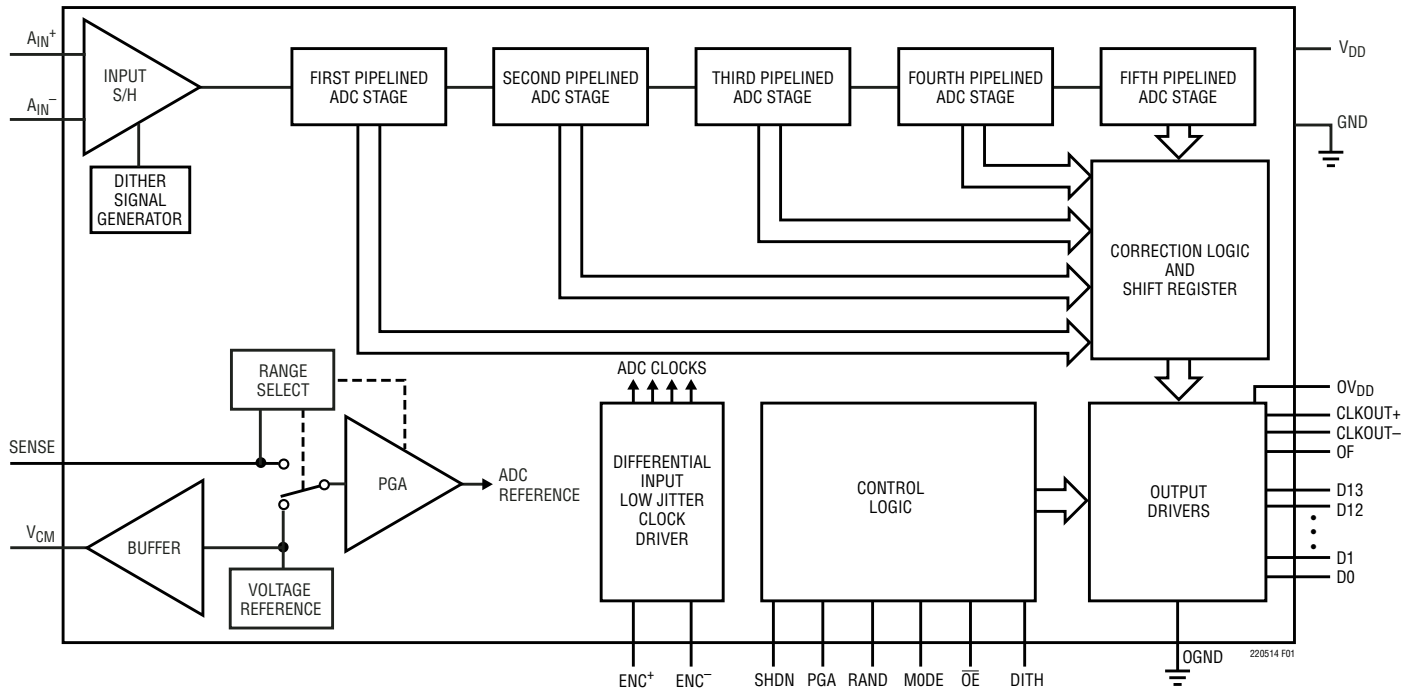 AIN+
AIN–
INPUT
S/H
DITHER
SIGNAL
GENERATOR
FIRST PIPELINED
ADC STAGE
SECOND PIPELINED
ADC STAGE
THIRD PIPELINED
ADC STAGE
FOURTH PIPELINED
ADC STAGE
FIFTH PIPELINED
ADC STAGE
VDD
GND
CORRECTION LOGIC
AND
SHIFT REGISTER
RANGE
SELECT
SENSE
PGA
ADC
REFERENCE
VCM
BUFFER
VOLTAGE
REFERENCE
ADC CLOCKS
DIFFERENTIAL
INPUT
LOW JITTER
CLOCK
DRIVER
CONTROL
LOGIC
OUTPUT
DRIVERS
OVDD
CLKOUT+
CLKOUT–
OF
D13
D12
D1
D0
ENC+
ENC–
SHDN
PGA
RAND
MODE
O̅E̅
DITH
OGND
220514 F01